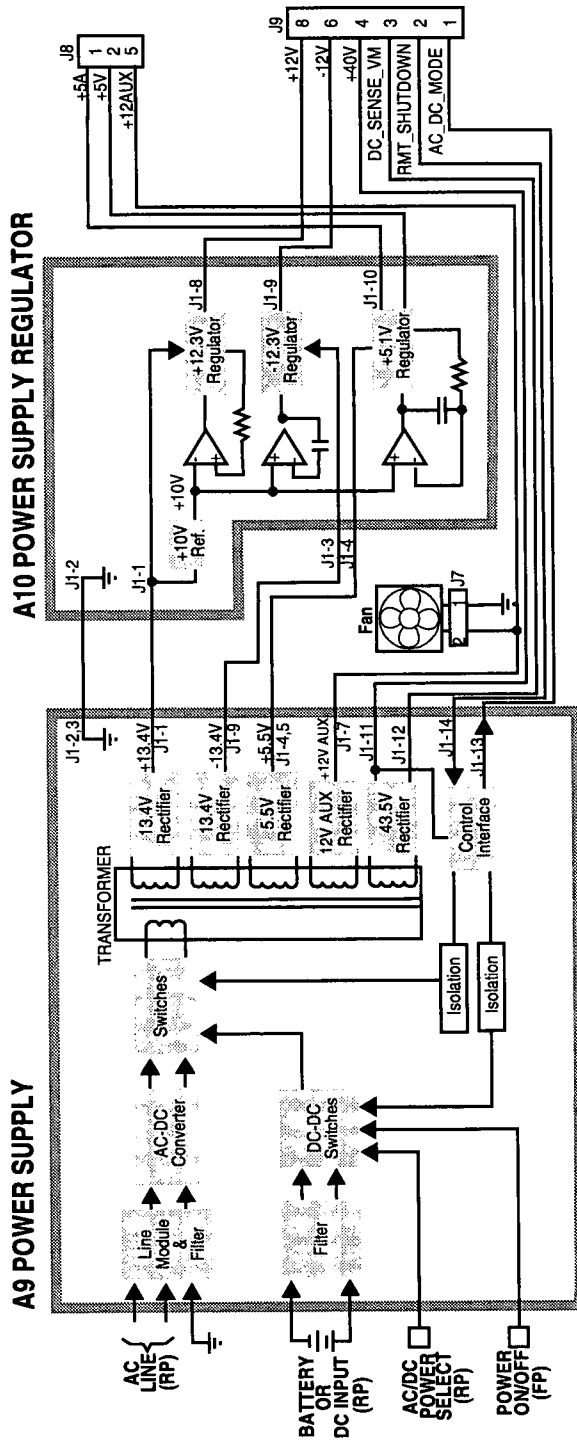 A9 POWER SUPPLY
A10 POWER SUPPLY REGULATOR
AC
LINE
(RP)
Line
Module
&
Filter
AC-DC
Converter
Switches
TRANSFORMER
BATTERY
OR
DC INPUT
(RP)
Filter
DC-DC
Switches
AC/DC
POWER
SELECT
(RP)
POWER
ON/OFF
(FP)
Isolation
Isolation
13.4V
Rectifier
13.4V
Rectifier
5.5V
Rectifier
12V AUX
Rectifier
43.5V
Rectifier
Control
Interface
J1-2,3
+13.4V
J1-1
-13.4V
J1-9
+5.5V
J1-4,5
+12V AUX
J1-7
J1-11
J1-12
J1-14
J1-13
J1-2
J1-1
J1-3
J1-4
+10V
Ref.
+10V
+
-
+
-
+
-
+12.3V
Regulator
-12.3V
Regulator
+5.1V
Regulator
J1-8
J1-9
J1-10
Fan
J7
2
1
J8
+5A
1
+5V
2
+12AUX
5
J9
+12V
8
-12V
6
+40V
4
DC_SENSE_VM
3
RMT_SHUTDOWN
2
AC_DC_MODE
1